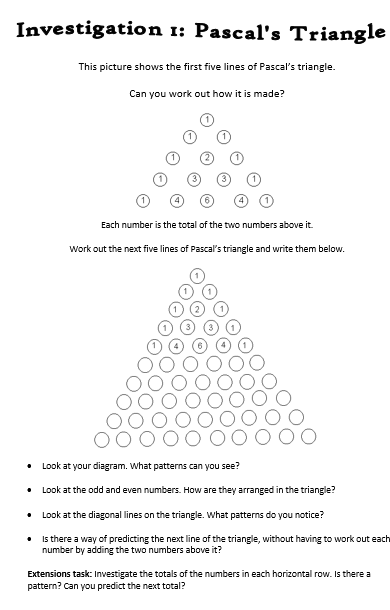 Investigation 1: Pascal's Triangle
This picture shows the first five lines of Pascal's triangle.
Can you work out how it is made?
1
1 1
1 2 1
1 3 3 1
1 4 6 4 1
Each number is the total of the two numbers above it.
Work out the next five lines of Pascal's triangle and write them below.
1
1 1
1 2 1
1 3 3 1
1 4 6 4 1
• Look at your diagram. What patterns can you see?
• Look at the odd and even numbers. How are they arranged in the triangle?
• Look at the diagonal lines on the triangle. What patterns do you notice?
• Is there a way of predicting the next line of the triangle, without having to work out each
number by adding the two numbers above it?
Extensions task: Investigate the totals of the numbers in each horizontal row. Is there a
pattern? Can you predict the next total?